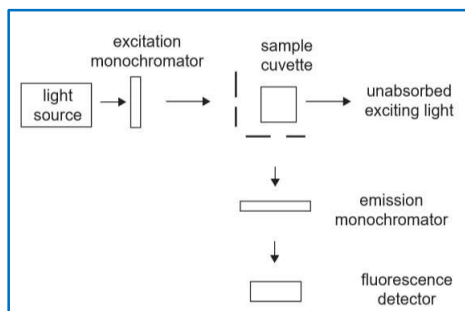 excitation
monochromator
sample
cuvette
light
source
unabsorbed
exciting light
emission
monochromator
fluorescence
detector